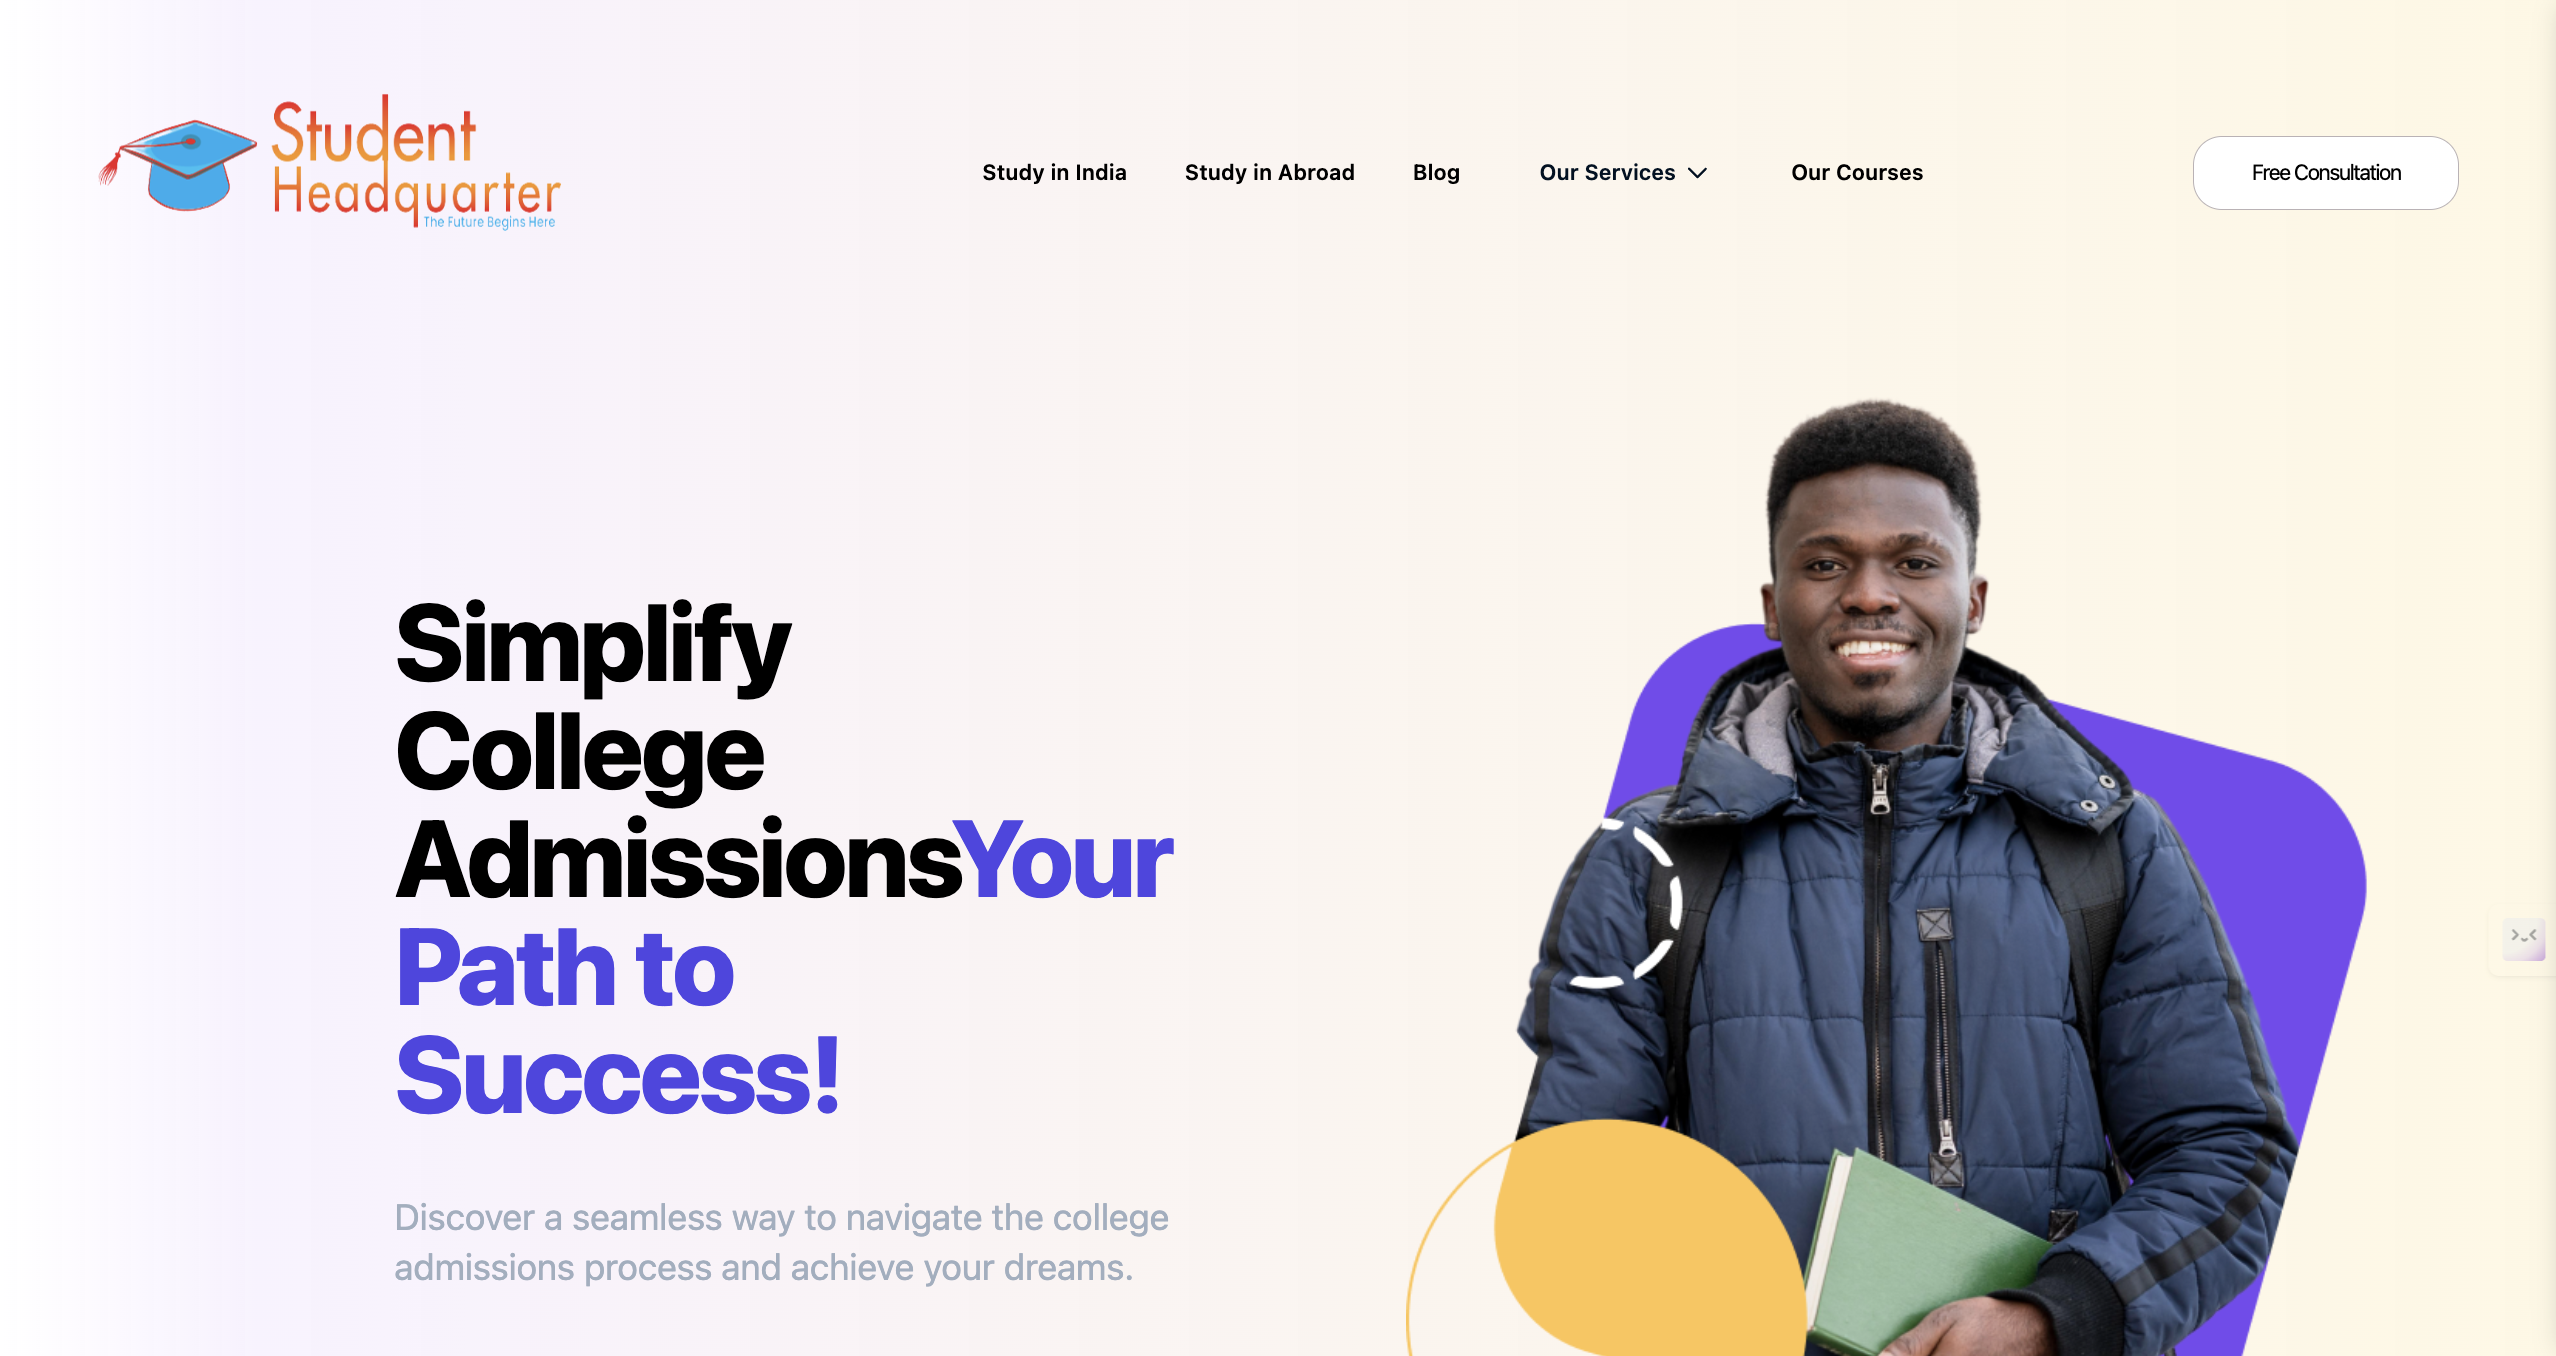 Student
Headquarter
The Future Begins Here
Study in India
Study in Abroad
Blog
Our Services
Our Courses
Free Consultation
Simplify
College
AdmissionsYour
Path to
Success!
Discover a seamless way to navigate the college
admissions process and achieve your dreams.